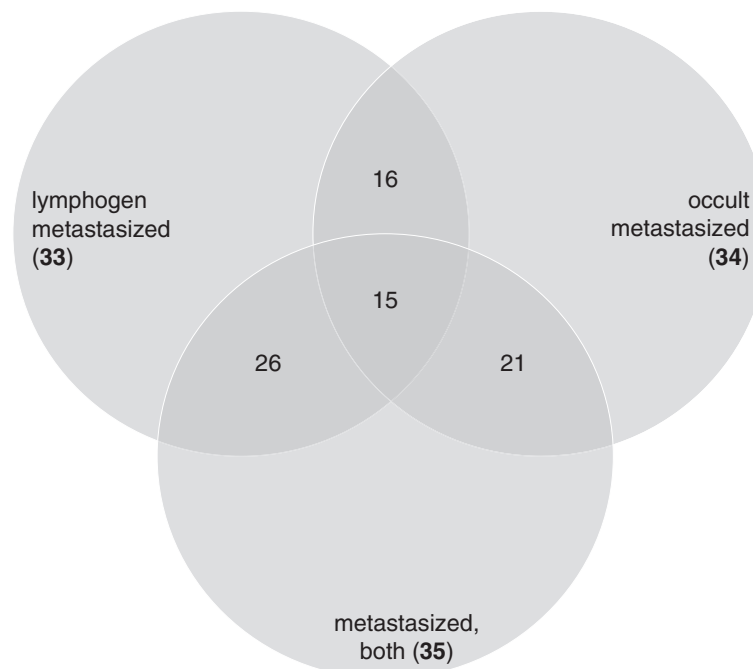 16
lymphogen
metastasized
(33)
occult
metastasized
(34)
15
26
21
metastasized,
both (35)